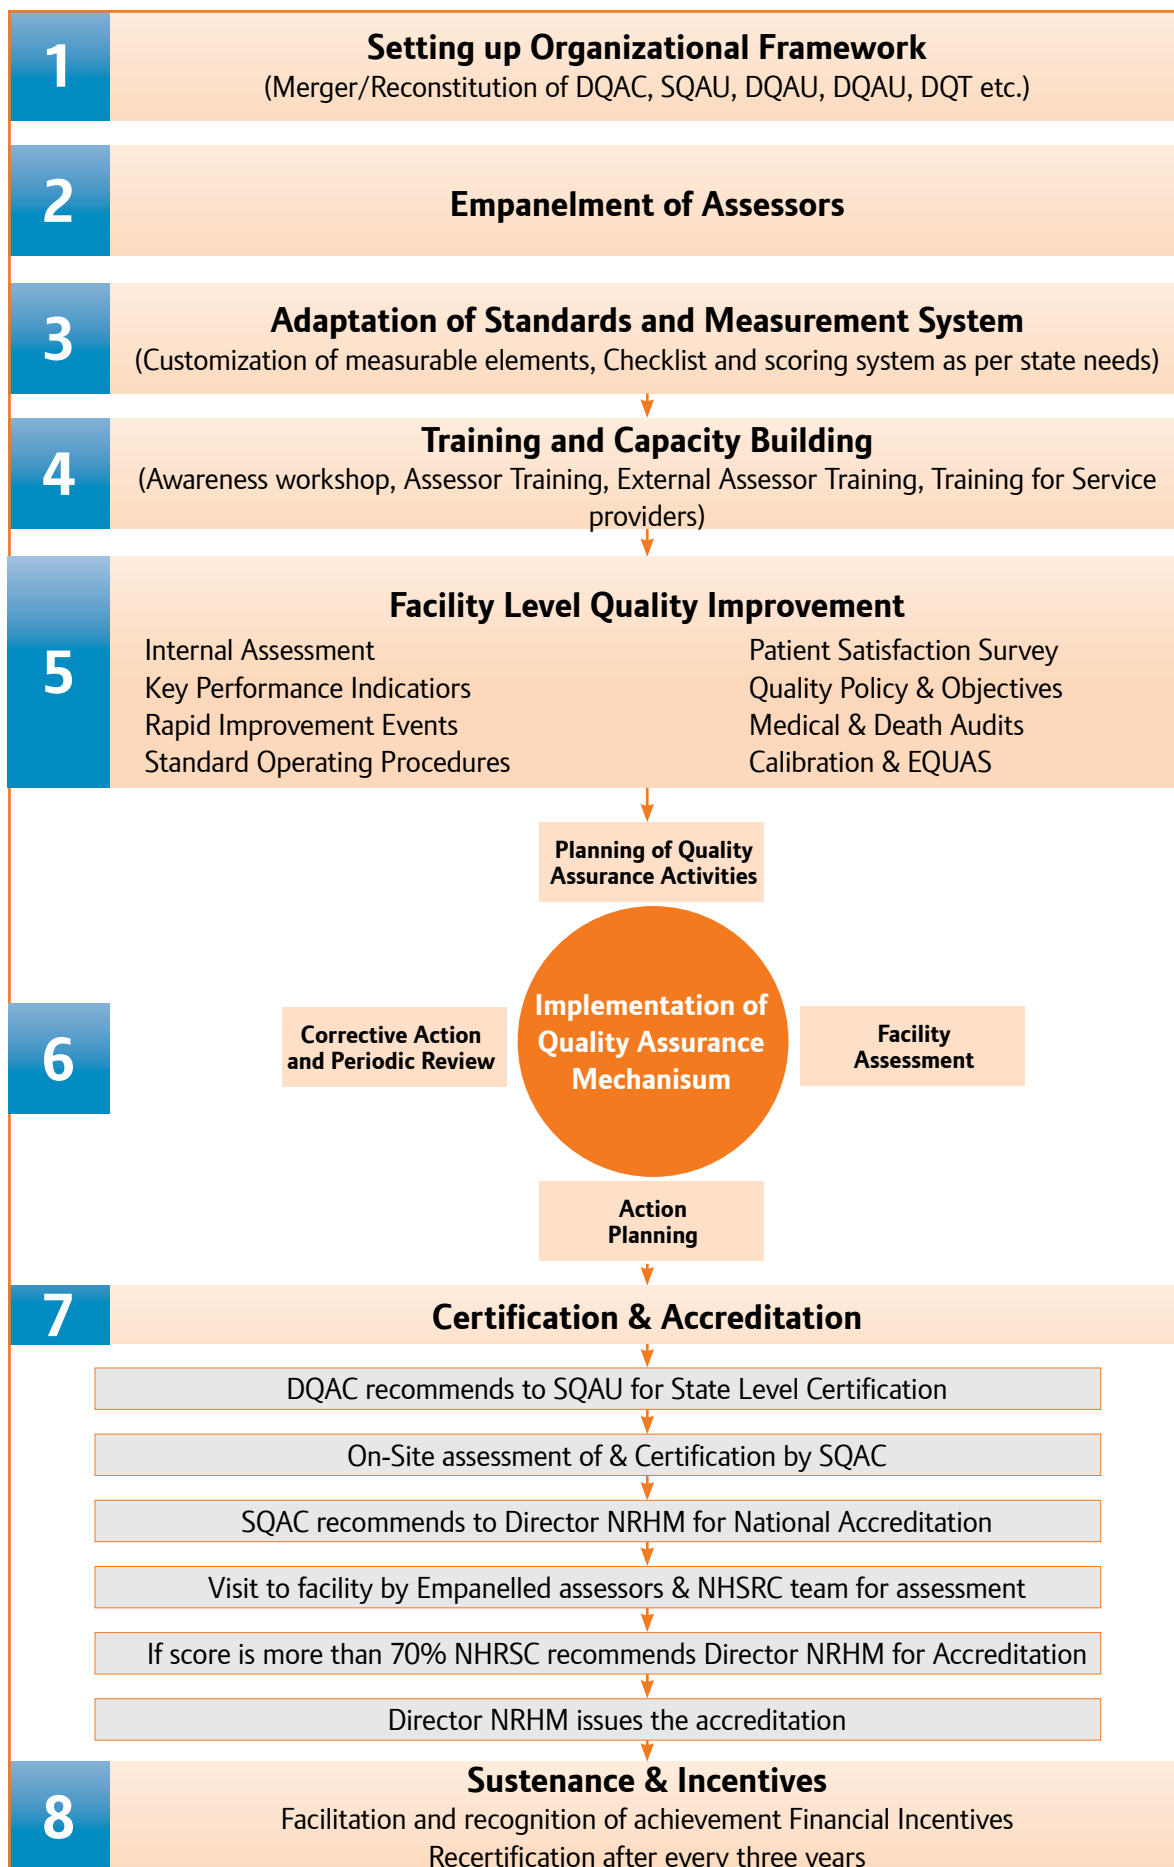 1
Setting up Organizational Framework
(Merger/Reconstitution of DQAC, SQAU, DQAU, DQAU, DQT etc.)
2
Empanelment of Assessors
3
Adaptation of Standards and Measurement System
(Customization of measurable elements, Checklist and scoring system as per state needs)
4
Training and Capacity Building
(Awareness workshop, Assessor Training, External Assessor Training, Training for Service
providers)
5
Facility Level Quality Improvement
Internal Assessment
Key Performance Indicatiors
Rapid Improvement Events
Standard Operating Procedures
Patient Satisfaction Survey
Quality Policy & Objectives
Medical & Death Audits
Calibration & EQUAS
6
Planning of Quality
Assurance Activities
Implementation of
Quality Assurance
Mechanisum
Corrective Action
and Periodic Review
Facility
Assessment
Action
Planning
7
Certification & Accreditation
DQAC recommends to SQAU for State Level Certification
On-Site assessment of & Certification by SQAC
SQAC recommends to Director NRHM for National Accreditation
Visit to facility by Empanelled assessors & NHSRC team for assessment
If score is more than 70% NHRSC recommends Director NRHM for Accreditation
Director NRHM issues the accreditation
8
Sustenance & Incentives
Facilitation and recognition of achievement Financial Incentives
Recertification after every three years